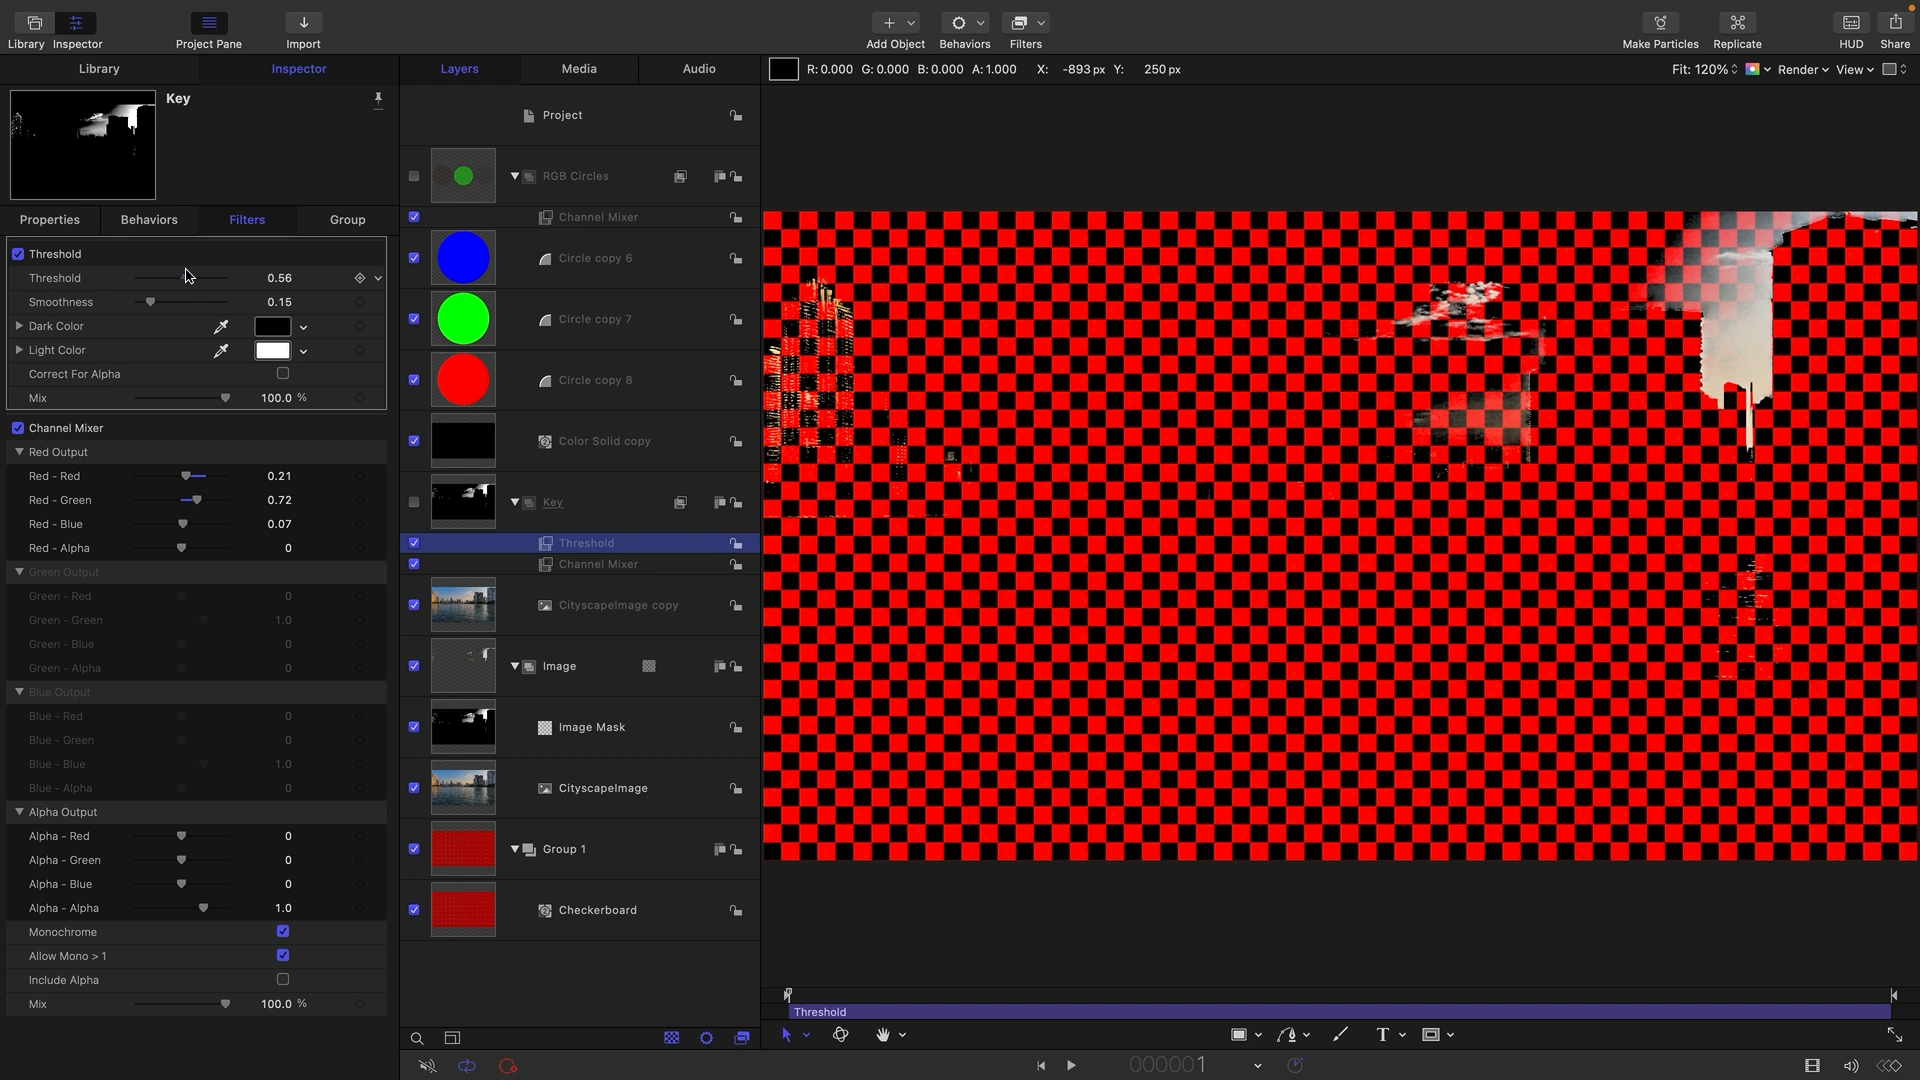 Library Inspector
Project Pane
Import
Add Object
Behaviors
Filters
Make Particles
Replicate
HUD
Share
Library
Inspector
Layers
Media
Audio
R: 0.000 G: 0.000 B: 0.000 A: 1.000 X: -893 px Y: 250 px
Fit: 120%
Render
View
Key
Properties
Behaviors
Filters
Group
Threshold
Threshold 0.56
Smoothness 0.15
Dark Color
Light Color
Correct For Alpha
Mix 100.0 %
Channel Mixer
Red Output
Red - Red 0.21
Red - Green 0.72
Red - Blue 0.07
Red - Alpha 0
Green Output
Green - Red 0
Green - Green 1.0
Green - Blue 0
Green - Alpha 0
Blue Output
Blue - Red 0
Blue - Green 0
Blue - Blue 1.0
Blue - Alpha 0
Alpha Output
Alpha - Red 0
Alpha - Green 0
Alpha - Blue 0
Alpha - Alpha 1.0
Monochrome
Allow Mono > 1
Include Alpha
Mix 100.0 %
Project
RGB Circles
Channel Mixer
Circle copy 6
Circle copy 7
Circle copy 8
Color Solid copy
Key
Threshold
Channel Mixer
CityscapeImage copy
Image
Image Mask
CityscapeImage
Group 1
Checkerboard
Threshold
T
000001